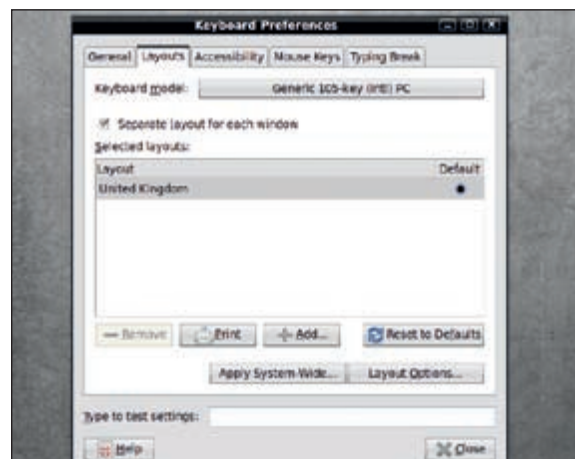 Keyboard Preferences
General Layouts Accessibility Mouse Keys Typing Break
Keyboard model: Generic 105-key (Intl) PC
Separate layout for each window
Selected layouts:
Layout Default
United Kingdom
Remove Print Add... Reset to Defaults
Apply System-Wide... Layout Options...
Type to test settings:
Help Close